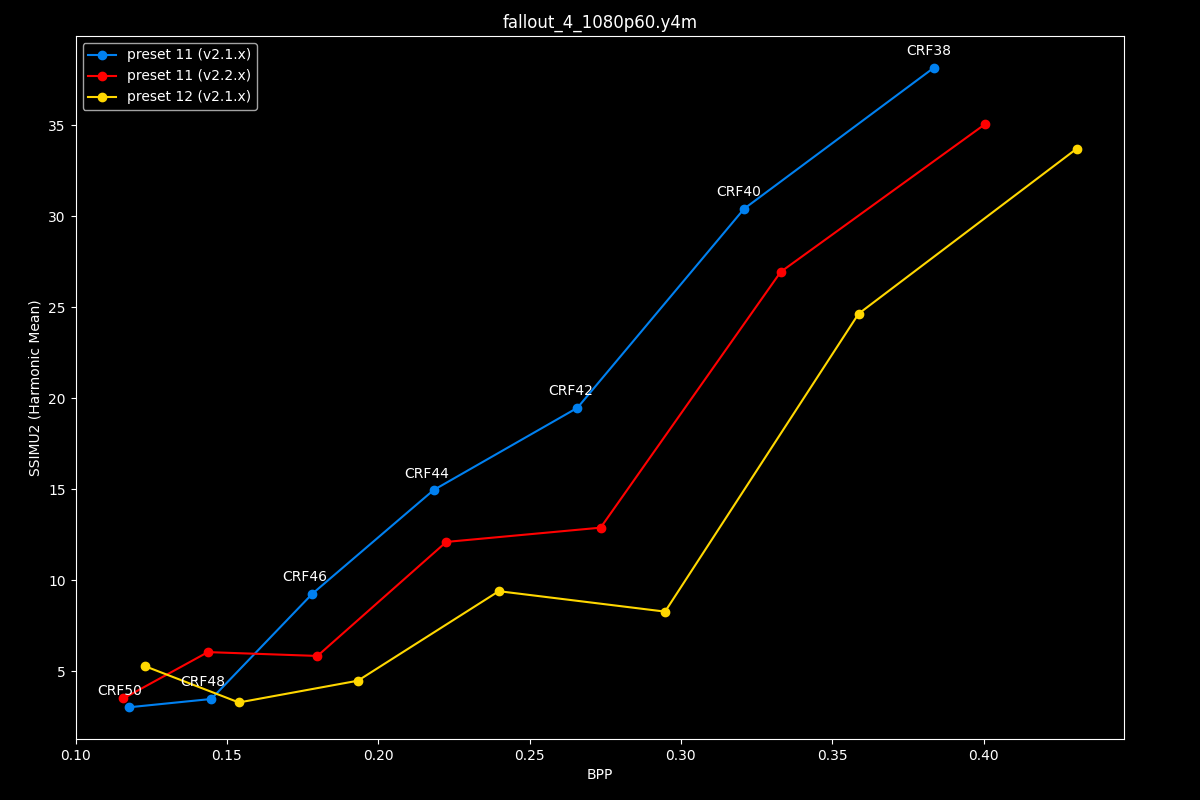 fallout_4_1080p60.y4m
preset 11 (v2.1.x)
preset 11 (v2.2.x)
preset 12 (v2.1.x)
CRF38
CRF40
CRF42
CRF44
CRF46
CRF48
CRF50
SSIMU2 (Harmonic Mean)
35
30
25
20
15
10
5
0.10
0.15
0.20
0.25
0.30
0.35
0.40
BPP